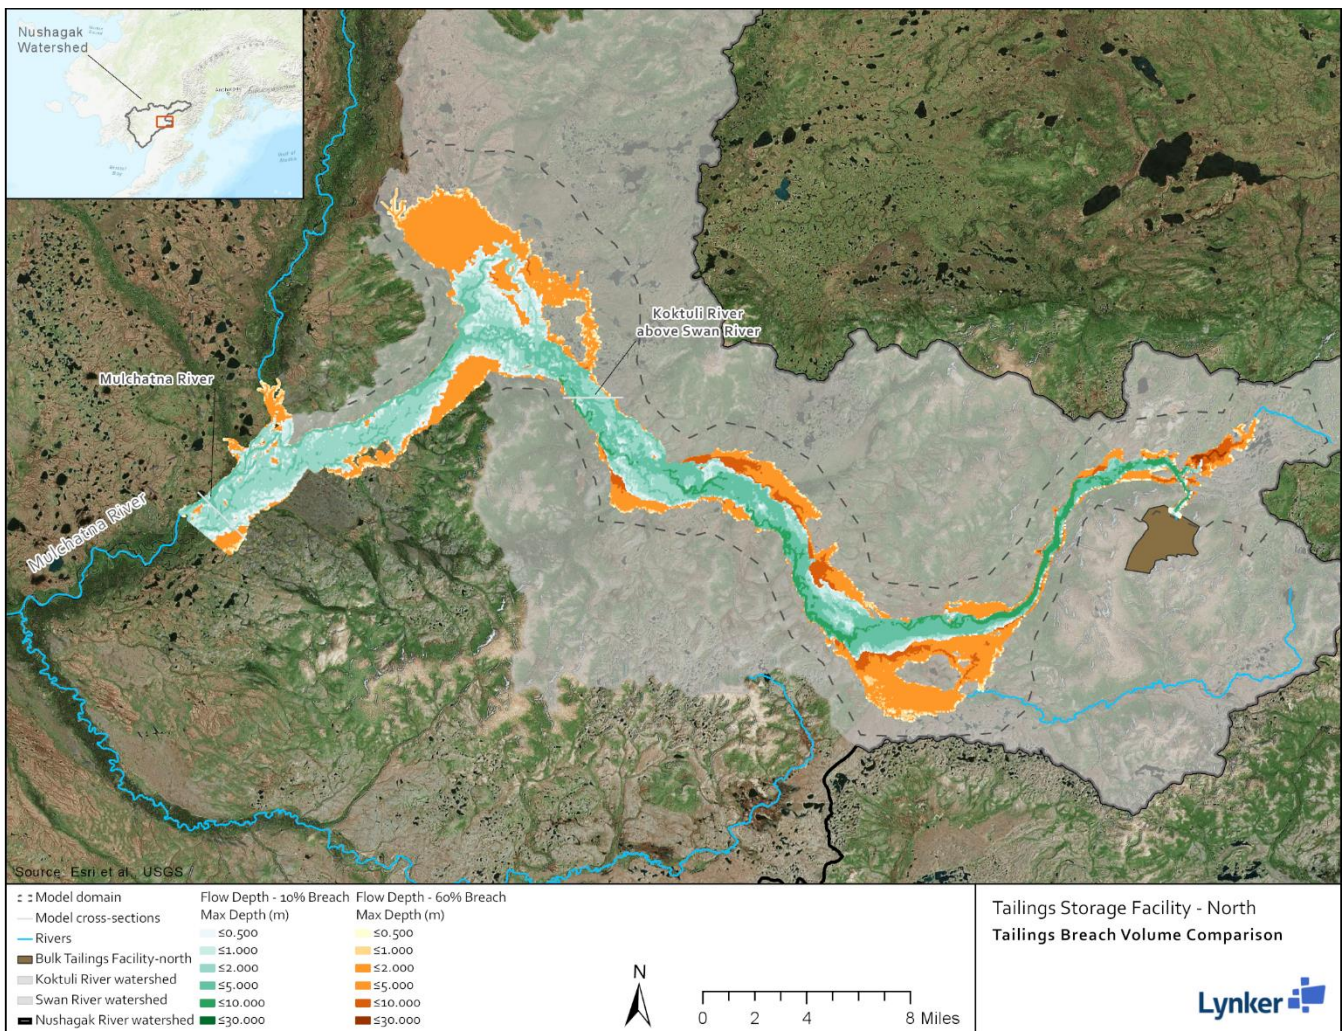 Nushagak
Watershed
Koktuli River
above Swan River
Mulchatna River
Mulchatna River
Source: Esri et al., USGS
Model domain
Model cross-sections
Rivers
Bulk Tailings Facility-north
Koktuli River watershed
Swan River watershed
Nushagak River watershed
Flow Depth - 10% Breach
Max Depth (m)
≤0.500
≤1.000
≤2.000
≤5.000
≤10.000
≤30.000
Flow Depth - 60% Breach
Max Depth (m)
≤0.500
≤1.000
≤2.000
≤5.000
≤10.000
≤30.000
N
0 2 4 8 Miles
Tailings Storage Facility - North
Tailings Breach Volume Comparison
Lynker